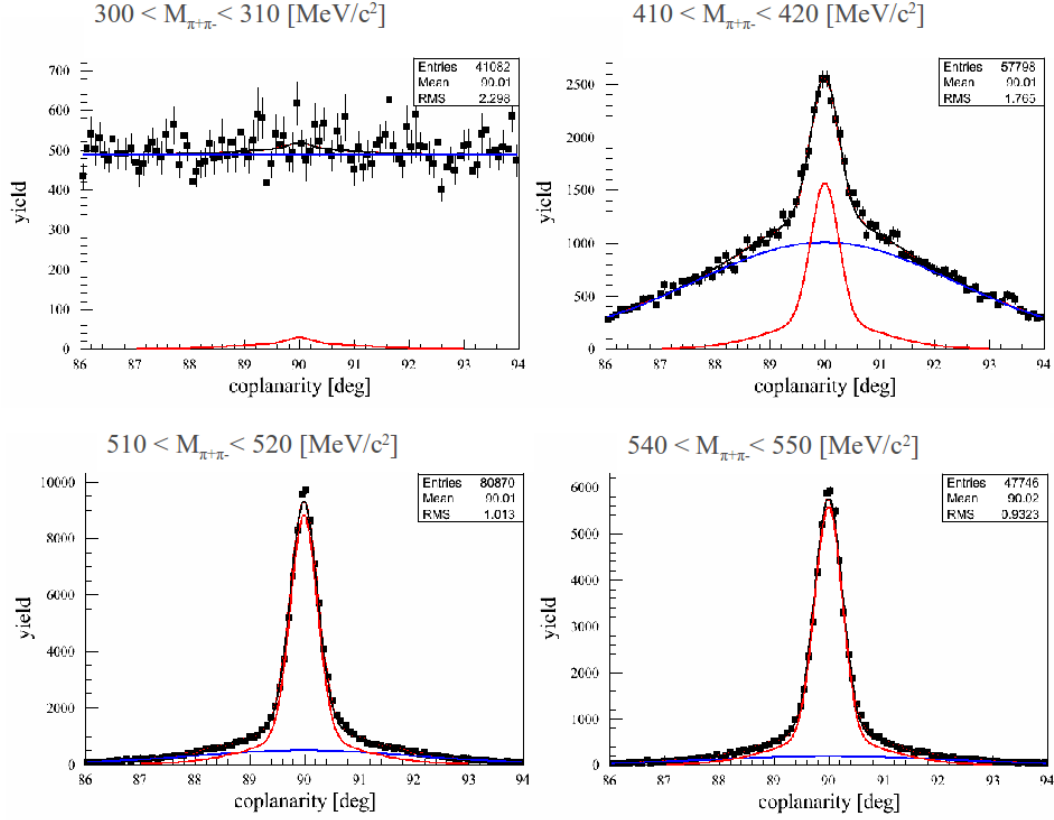 300 < Mπ+π- < 310 [MeV/c²]
410 < Mπ+π- < 420 [MeV/c²]
Entries 41082
Mean 90.01
RMS 2.298
700
600
500
400
300
200
100
0
yield
86 87 88 89 90 91 92 93 94
coplanarity [deg]
Entries 57798
Mean 90.01
RMS 1.765
2500
2000
1500
1000
500
0
yield
86 87 88 89 90 91 92 93 94
coplanarity [deg]
510 < Mπ+π- < 520 [MeV/c²]
540 < Mπ+π- < 550 [MeV/c²]
Entries 80870
Mean 90.01
RMS 1.013
10000
8000
6000
4000
2000
0
yield
86 87 88 89 90 91 92 93 94
coplanarity [deg]
Entries 47746
Mean 90.02
RMS 0.9323
6000
5000
4000
3000
2000
1000
0
yield
86 87 88 89 90 91 92 93 94
coplanarity [deg]